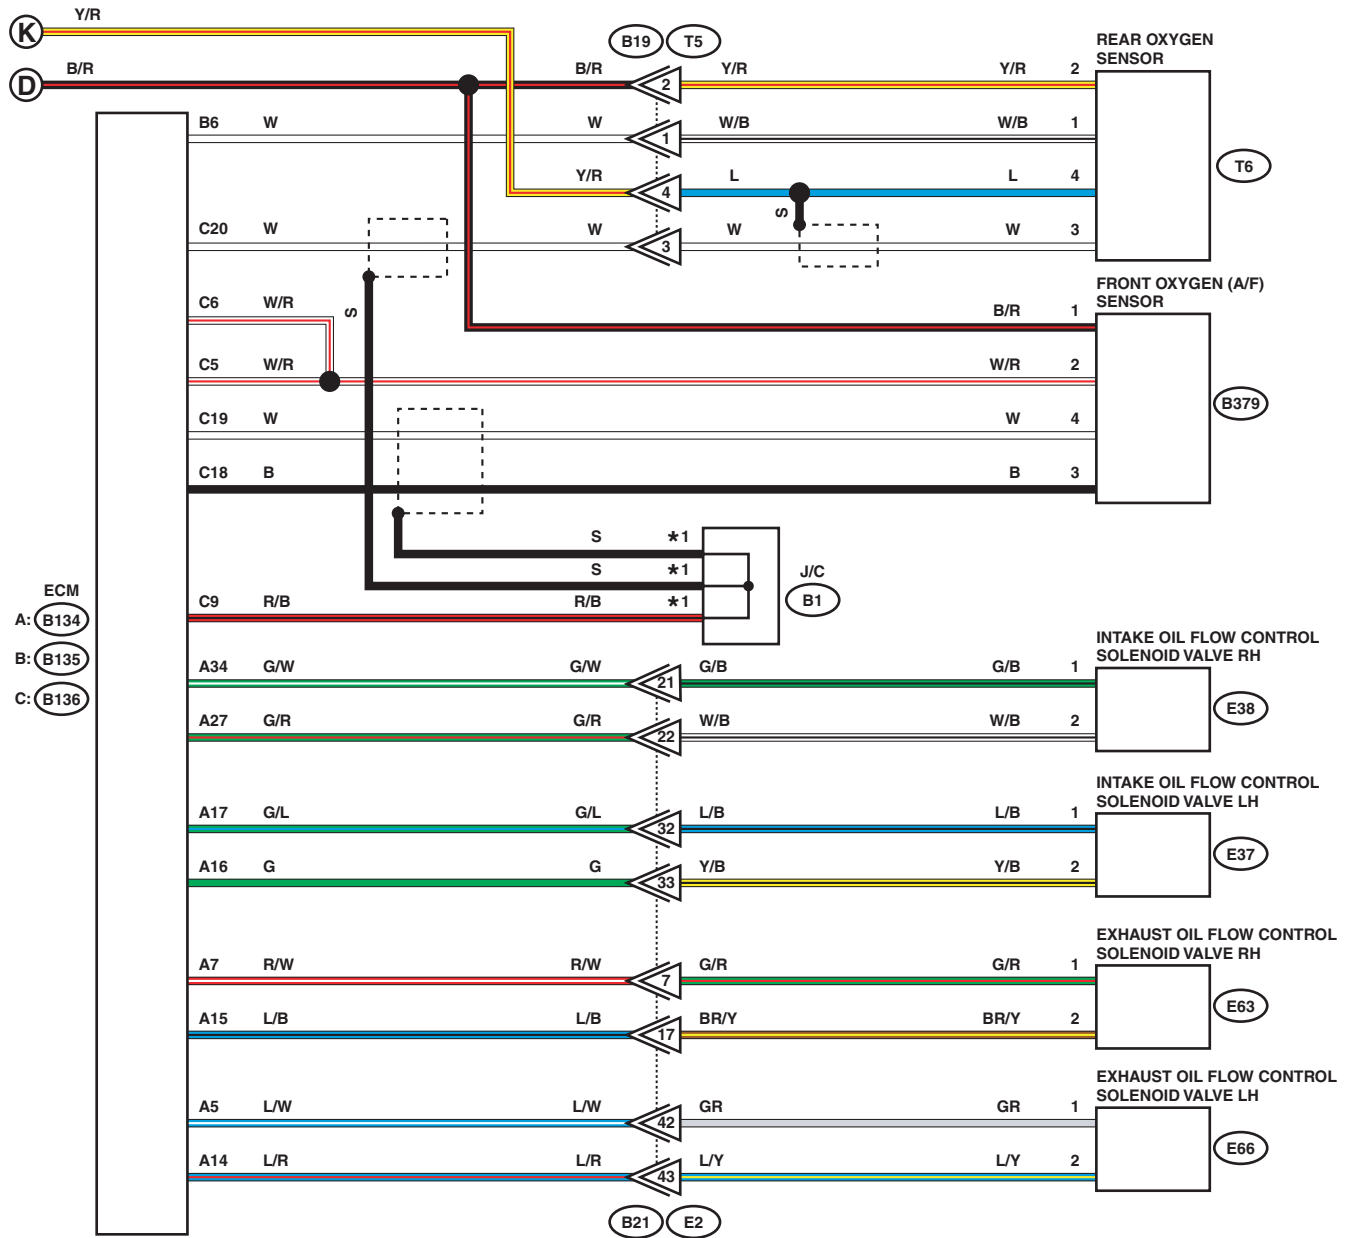 Y/R
K
B19 T5
REAR OXYGEN
SENSOR
B/R B/R Y/R Y/R 2
D 2
B6 W W W/B W/B 1
1
T6
Y/R L L 4
4
S
C20 W W W W 3
3
FRONT OXYGEN (A/F)
SENSOR
C6 W/R
S
B/R 1
C5 W/R W/R 2
B379
C19 W W 4
C18 B B 3
S *1
S *1
J/C
B1
ECM
C9 R/B R/B *1
A: B134
B: B135
C: B136
INTAKE OIL FLOW CONTROL
SOLENOID VALVE RH
A34 G/W G/W G/B G/B 1
21
E38
A27 G/R G/R W/B W/B 2
22
INTAKE OIL FLOW CONTROL
SOLENOID VALVE LH
A17 G/L G/L L/B L/B 1
32
E37
A16 G G Y/B Y/B 2
33
EXHAUST OIL FLOW CONTROL
SOLENOID VALVE RH
A7 R/W R/W G/R G/R 1
7
E63
A15 L/B L/B BR/Y BR/Y 2
17
EXHAUST OIL FLOW CONTROL
SOLENOID VALVE LH
A5 L/W L/W GR GR 1
42
E66
A14 L/R L/R L/Y L/Y 2
43
B21 E2